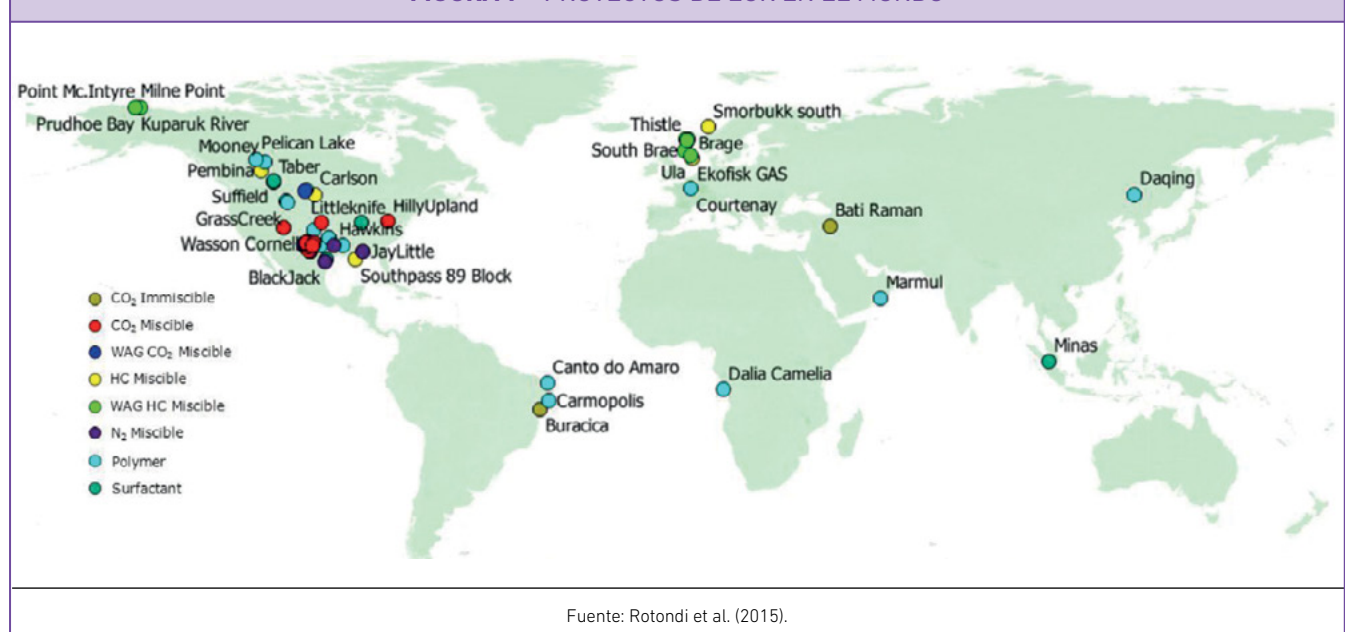 Point Mc.Intyre Milne Point
Prudhoe Bay Kuparuk River
Mooney Pelican Lake
Pembina Taber
Carlson
Suffield
Littleknife HillyUpland
GrassCreek
Hawkins
Wasson Cornell
JayLittle
BlackJack
Southpass 89 Block
Smorbukk south
Thistle
Brage
South Brae
Ula Ekofisk GAS
Courtenay
Bati Raman
Daqing
Marmul
Minas
Canto do Amaro
Dalia Camelia
Carmopolis
Buracica
CO₂ Immiscible
CO₂ Miscible
WAG CO₂ Miscible
HC Miscible
WAG HC Miscible
N₂ Miscible
Polymer
Surfactant
Fuente: Rotondi et al. (2015).